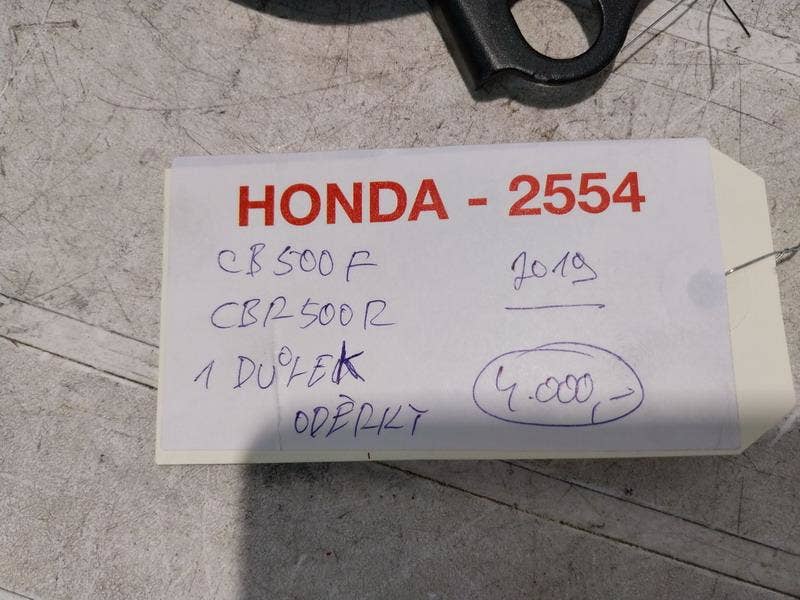 HONDA - 2554
CB500F 2019
CBR500R
1 DŮLEK 4.000,-
ODĚRKY